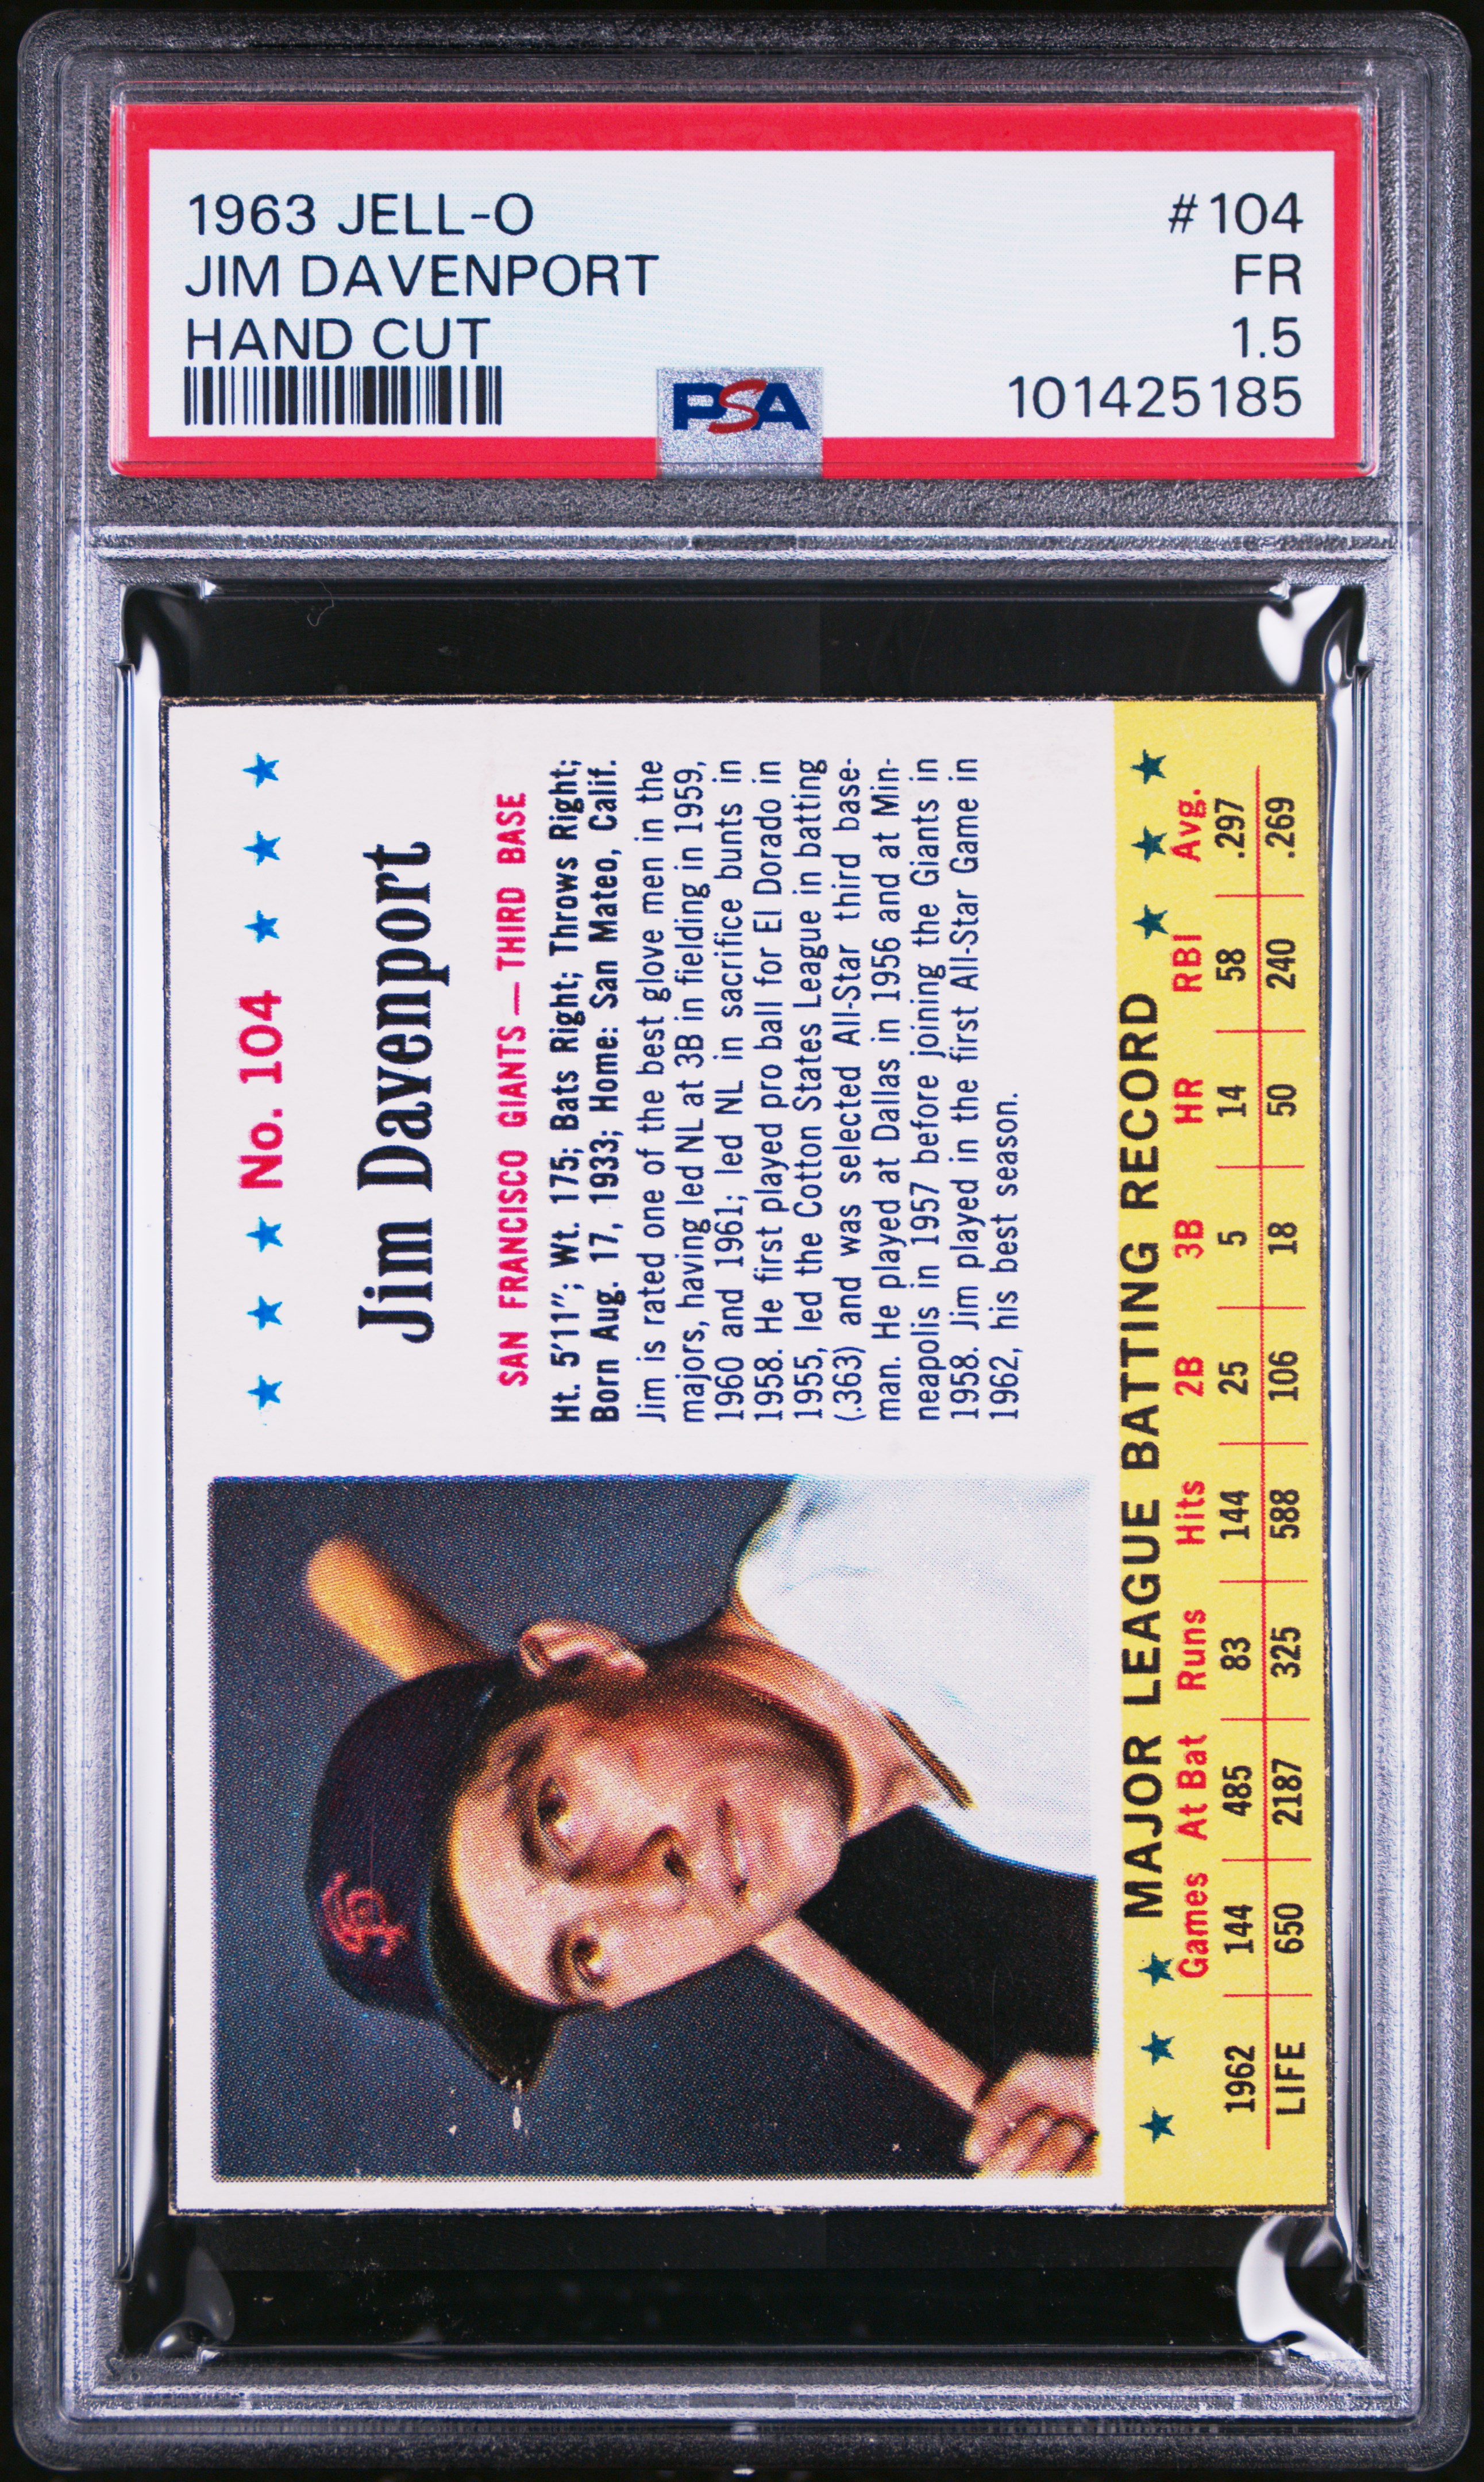 1963 JELL-O #104
JIM DAVENPORT FR
HAND CUT 1.5
PSA 101425185
No. 104
Jim Davenport
SAN FRANCISCO GIANTS — THIRD BASE
Ht. 5'11"; Wt. 175; Bats Right; Throws Right;
Born Aug. 17, 1933; Home: San Mateo, Calif.
Jim is rated one of the best glove men in the
majors, having led NL at 3B in fielding in 1959,
1960 and 1961; led NL in sacrifice bunts in
1958. He first played pro ball for El Dorado in
1955, led the Cotton States League in batting
(.363) and was selected All-Star third base-
man. He played at Dallas in 1956 and at Min-
neapolis in 1957 before joining the Giants in
1958. Jim played in the first All-Star Game in
1962, his best season.
SF
MAJOR LEAGUE BATTING RECORD
Games At Bat Runs Hits 2B 3B HR RBI Avg.
1962 144 485 83 144 25 5 14 58 .297
LIFE 650 2187 325 588 106 18 50 240 .269